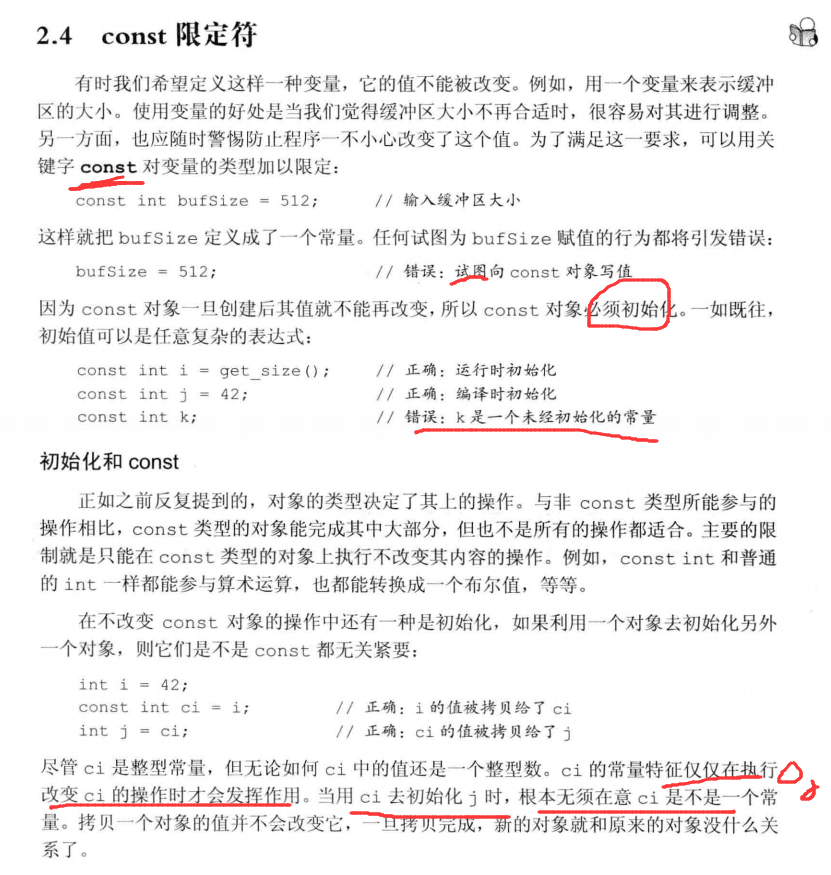 2.4 const 限定符
有时我们希望定义这样一种变量，它的值不能被改变。例如，用一个变量来表示缓冲
区的大小。使用变量的好处是当我们觉得缓冲区大小不再合适时，很容易对其进行调整。
另一方面，也应随时警惕防止程序一不小心改变了这个值。为了满足这一要求，可以用关
键字 const 对变量的类型加以限定：
const int bufSize = 512; // 输入缓冲区大小
这样就把 bufSize 定义成了一个常量。任何试图为 bufSize 赋值的行为都将引发错误：
bufSize = 512; // 错误：试图向 const 对象写值
因为 const 对象一旦创建后其值就不能再改变，所以 const 对象必须初始化。一如既往，
初始值可以是任意复杂的表达式：
const int i = get_size(); // 正确：运行时初始化
const int j = 42; // 正确：编译时初始化
const int k; // 错误：k 是一个未经初始化的常量
初始化和 const
正如之前反复提到的，对象的类型决定了其上的操作。与非 const 类型所能参与的
操作相比，const 类型的对象能完成其中大部分，但也不是所有的操作都适合。主要的限
制就是只能在 const 类型的对象上执行不改变其内容的操作。例如，const int 和普通
的 int 一样都能参与算术运算，也都能转换成一个布尔值，等等。
在不改变 const 对象的操作中还有一种是初始化，如果利用一个对象去初始化另外
一个对象，则它们是不是 const 都无关紧要：
int i = 42;
const int ci = i; // 正确：i 的值被拷贝给了 ci
int j = ci; // 正确：ci 的值被拷贝给了 j
尽管 ci 是整型常量，但无论如何 ci 中的值还是一个整型数。ci 的常量特征仅仅在执行
改变 ci 的操作时才会发挥作用。当用 ci 去初始化 j 时，根本无须在意 ci 是不是一个常
量。拷贝一个对象的值并不会改变它，一旦拷贝完成，新的对象就和原来的对象没什么关
系了。